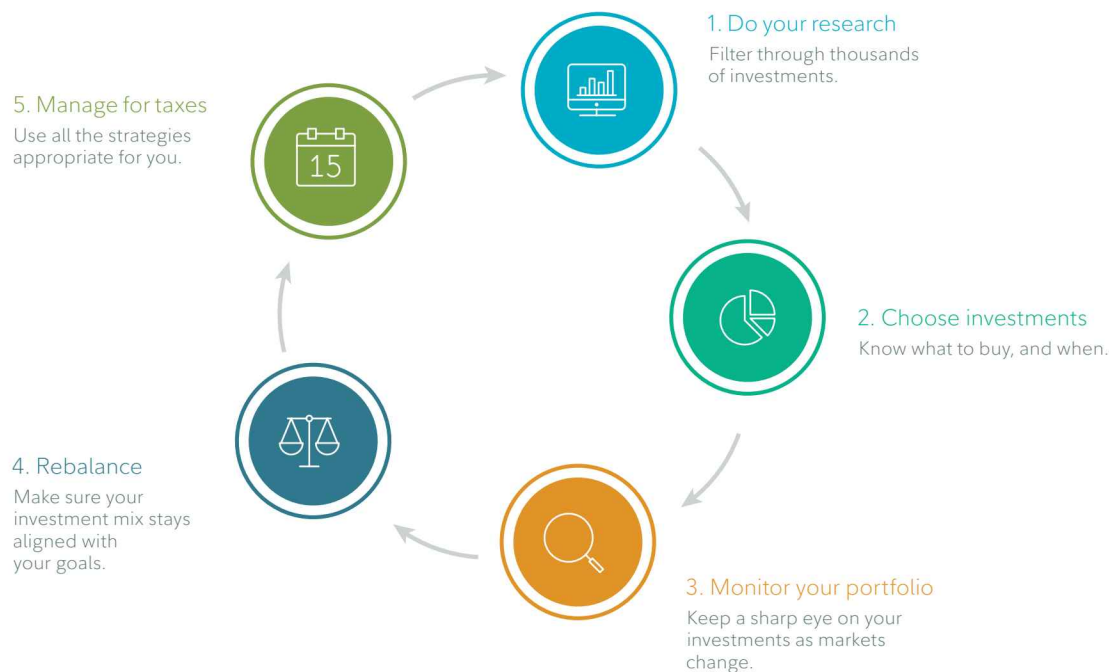 1. Do your research
Filter through thousands
of investments.
2. Choose investments
Know what to buy, and when.
3. Monitor your portfolio
Keep a sharp eye on your
investments as markets
change.
4. Rebalance
Make sure your
investment mix stays
aligned with
your goals.
5. Manage for taxes
Use all the strategies
appropriate for you.
15